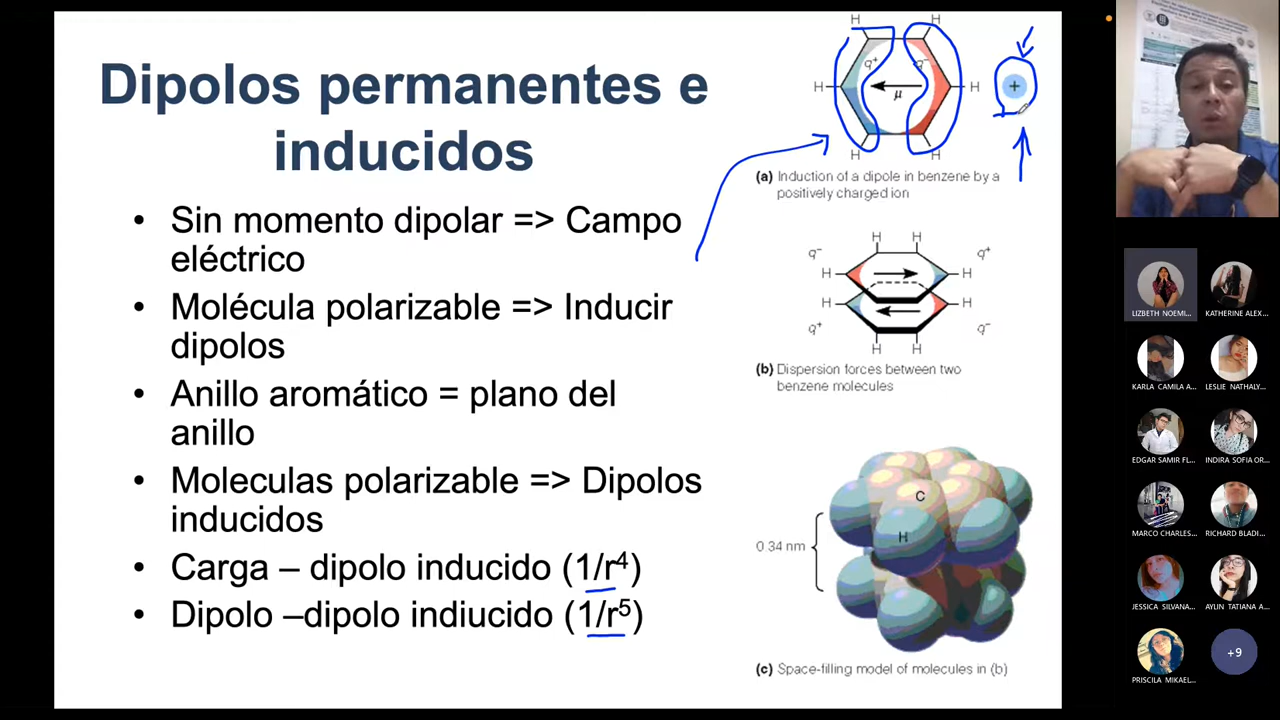 Dipolos permanentes e
inducidos
• Sin momento dipolar => Campo
eléctrico
• Molécula polarizable => Inducir
dipolos
• Anillo aromático = plano del
anillo
• Moleculas polarizable => Dipolos
inducidos
• Carga – dipolo inducido (1/r⁴)
• Dipolo –dipolo indiucido (1/r⁵)
H H
q⁺ q⁻
H μ H +
H H
(a) Induction of a dipole in benzene by a
positively charged ion
H H
q⁻ q⁺
H H
H H
q⁺ q⁻
H H
(b) Dispersion forces between two
benzene molecules
C
H
0.34 nm
(c) Space-filling model of molecules in (b)
LIZBETH NOEMI...
KATHERINE ALEX...
KARLA CAMILA A...
LESLIE NATHALY...
EDGAR SAMIR FL...
INDIRA SOFIA OR...
MARCO CHARLES...
RICHARD BLADI...
JESSICA SILVANA...
AYLIN TATIANA A...
PRISCILA MIKAEL...
+9